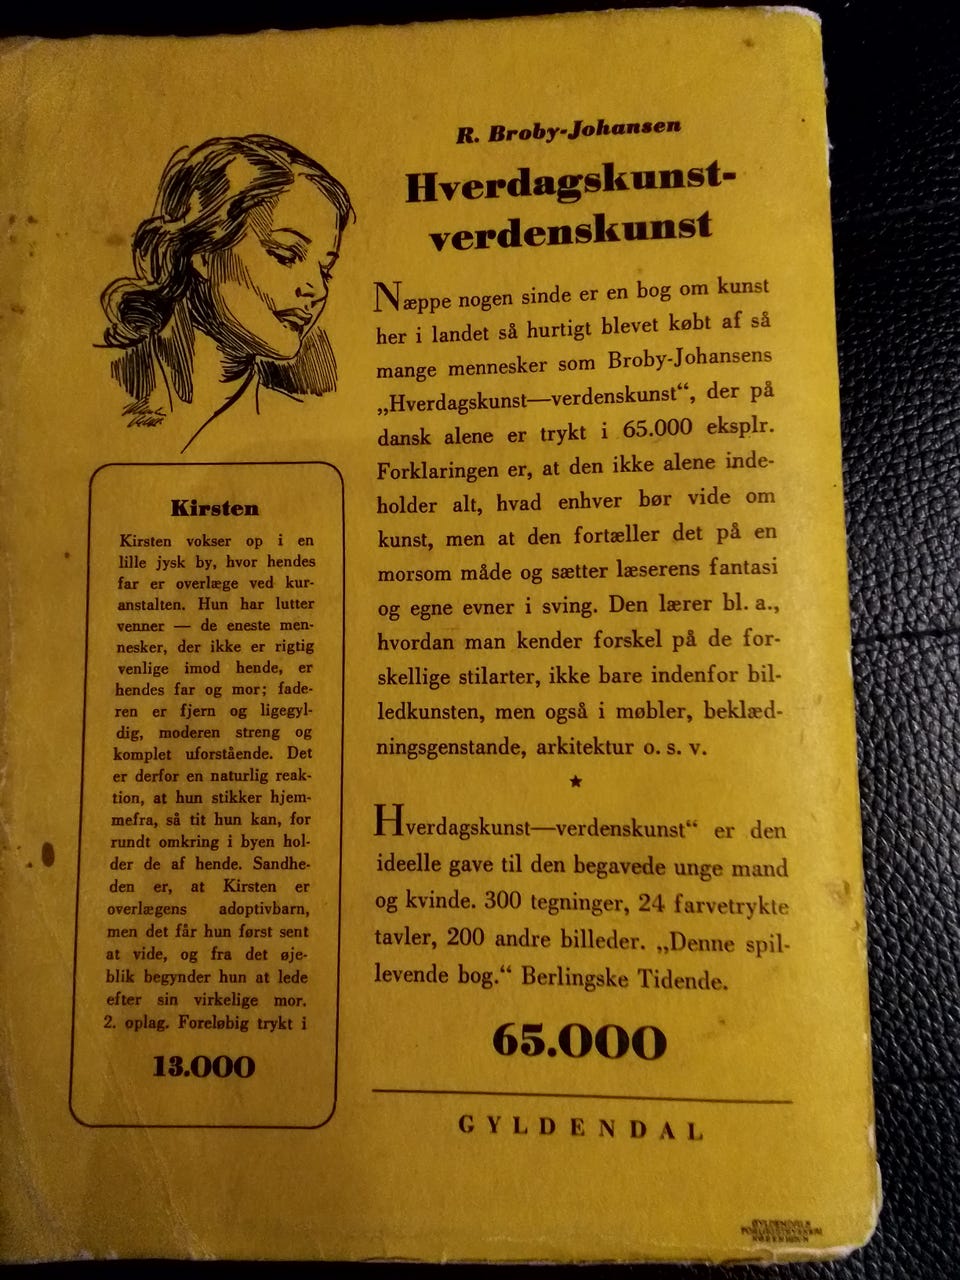 Kirsten
Kirsten vokser op i en
lille jysk by, hvor hendes
far er overlæge ved kur-
anstalten. Hun har lutter
venner — de eneste men-
nesker, der ikke er rigtig
venlige imod hende, er
hendes far og mor; fade-
ren er fjern og ligegyl-
dig, moderen streng og
komplet uforstående. Det
er derfor en naturlig reak-
tion, at hun stikker hjem-
mefra, så tit hun kan, for
rundt omkring i byen hol-
der de af hende. Sandhe-
den er, at Kirsten er
overlægens adoptivbarn,
men det får hun først sent
at vide, og fra det øje-
blik begynder hun at lede
efter sin virkelige mor.
2. oplag. Foreløbig trykt i
13.000
R. Broby-Johansen
Hverdagskunst-
verdenskunst
Næppe nogen sinde er en bog om kunst
her i landet så hurtigt blevet købt af så
mange mennesker som Broby-Johansens
„Hverdagskunst—verdenskunst“, der på
dansk alene er trykt i 65.000 eksplr.
Forklaringen er, at den ikke alene inde-
holder alt, hvad enhver bør vide om
kunst, men at den fortæller det på en
morsom måde og sætter læserens fantasi
og egne evner i sving. Den lærer bl. a.,
hvordan man kender forskel på de for-
skellige stilarter, ikke bare indenfor bil-
ledkunsten, men også i møbler, beklæd-
ningsgenstande, arkitektur o. s. v.
Hverdagskunst—verdenskunst“ er den
ideelle gave til den begavede unge mand
og kvinde. 300 tegninger, 24 farvetrykte
tavler, 200 andre billeder. „Denne spil-
levende bog.“ Berlingske Tidende.
65.000
GYLDENDAL
GYLDENDALS